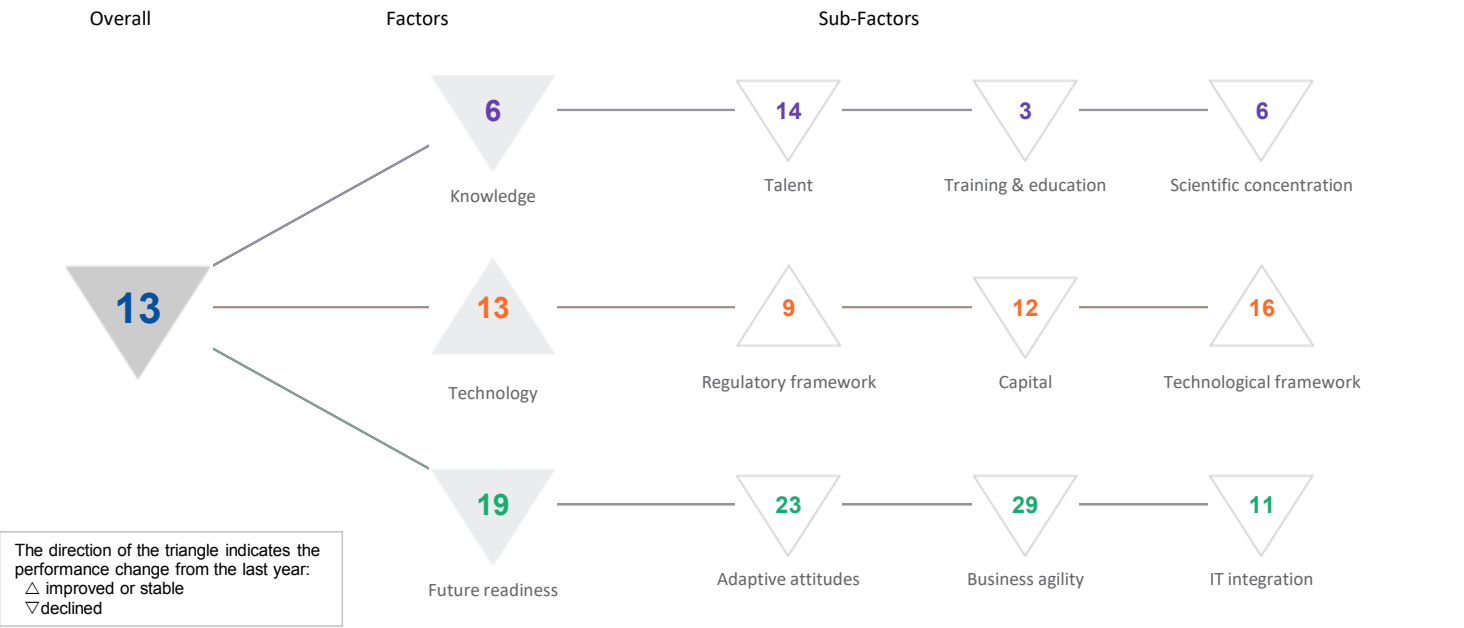 Overall
Factors
Sub-Factors
6
14
3
6
Knowledge
Talent
Training & education
Scientific concentration
13
13
9
12
16
Technology
Regulatory framework
Capital
Technological framework
19
23
29
11
Future readiness
Adaptive attitudes
Business agility
IT integration
The direction of the triangle indicates the
performance change from the last year:
△ improved or stable
▽declined